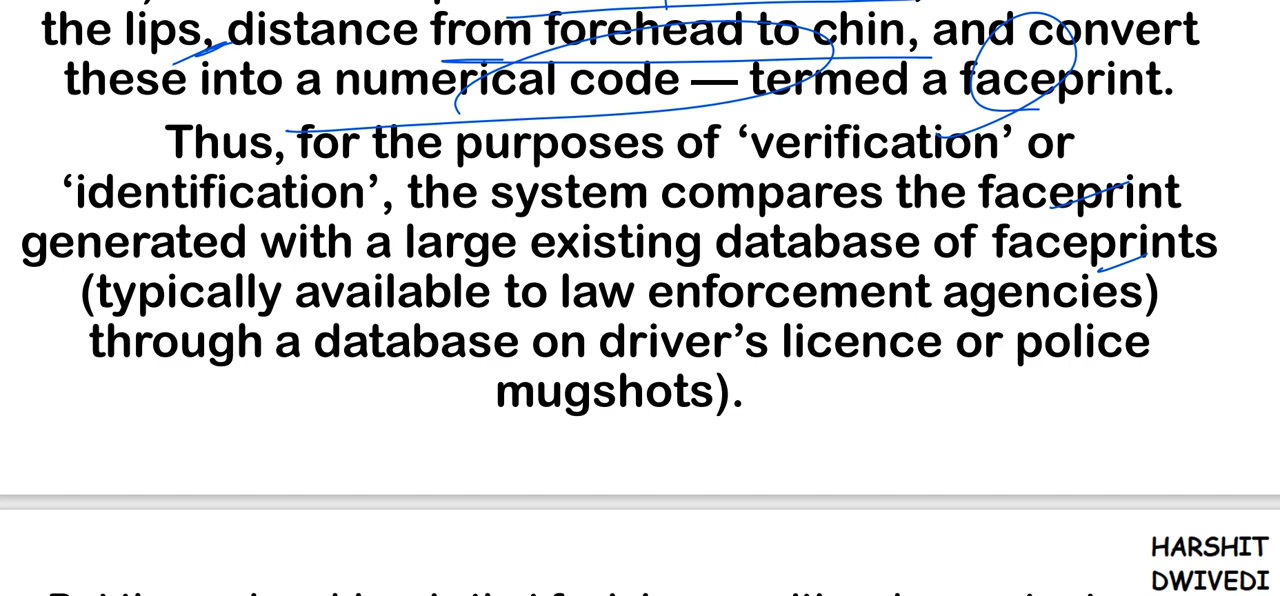 the lips, distance from forehead to chin, and convert
these into a numerical code — termed a faceprint.
Thus, for the purposes of ‘verification’ or
‘identification’, the system compares the faceprint
generated with a large existing database of faceprints
(typically available to law enforcement agencies)
through a database on driver’s licence or police
mugshots).
HARSHIT
DWIVEDI